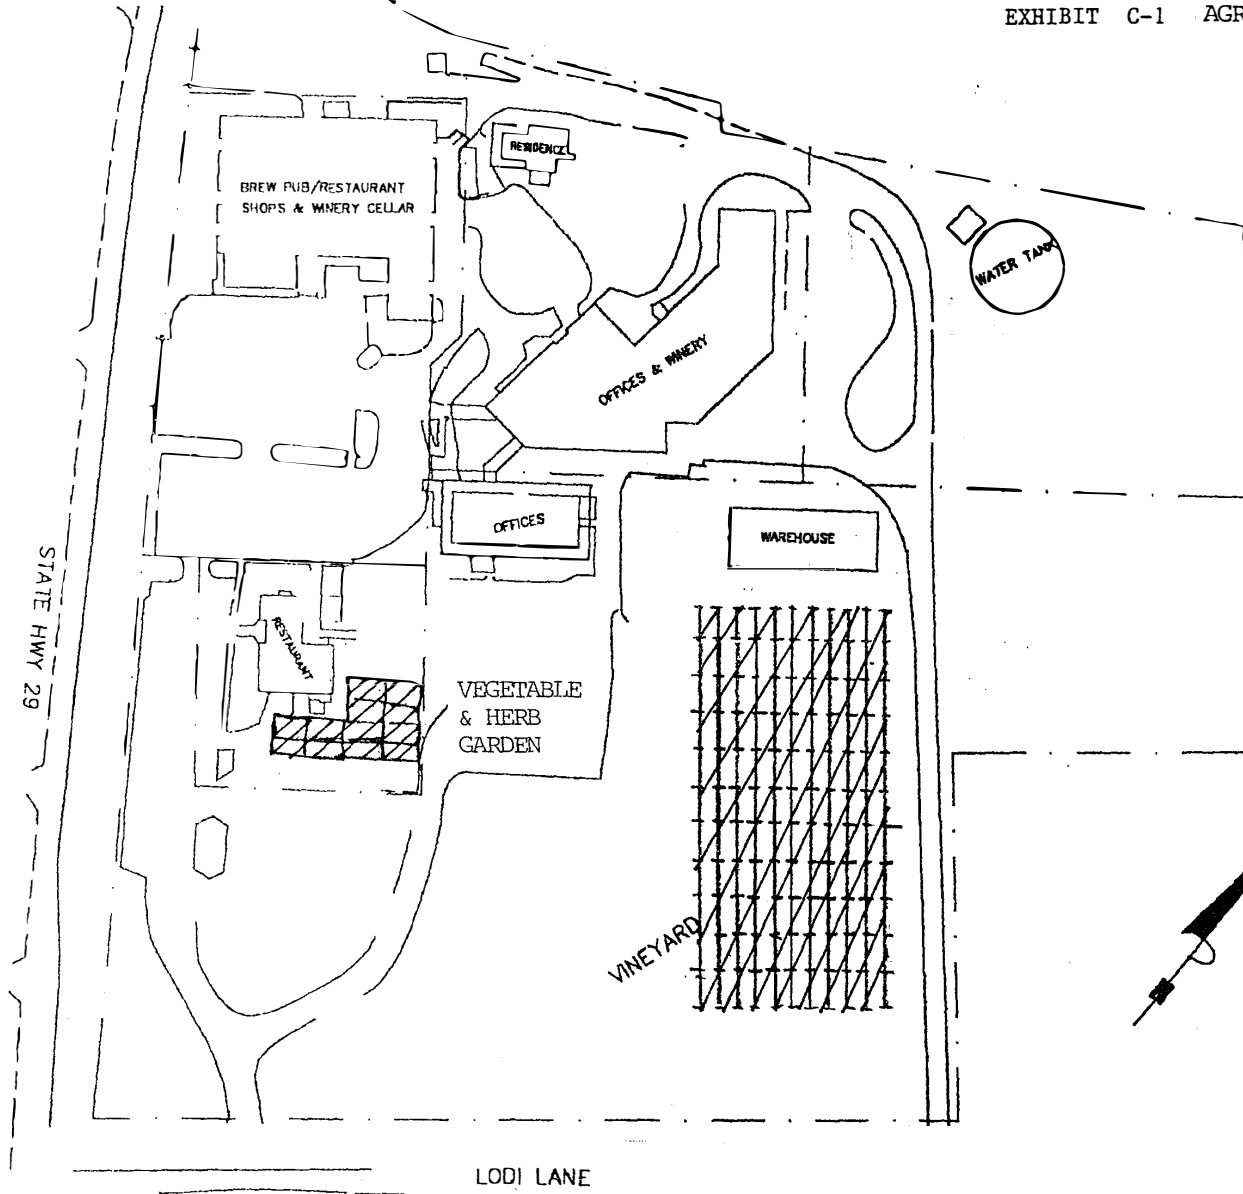 EXHIBIT C-1 AGR
RESIDENCE
BREW PUB/RESTAURANT
SHOPS & WINERY CELLAR
WATER TANK
OFFICES & WINERY
OFFICES
WAREHOUSE
STATE HWY 29
RESTAURANT
VEGETABLE
& HERB
GARDEN
VINEYARD
LODI LANE